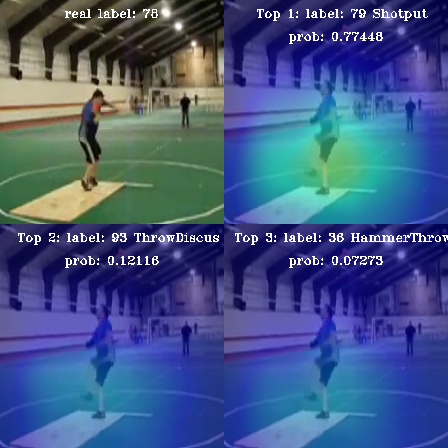 real label: 78
Top 1: label: 79 Shotput
prob: 0.77448
Top 2: label: 93 ThrowDiscus
prob: 0.12116
Top 3: label: 36 HammerThrow
prob: 0.07273